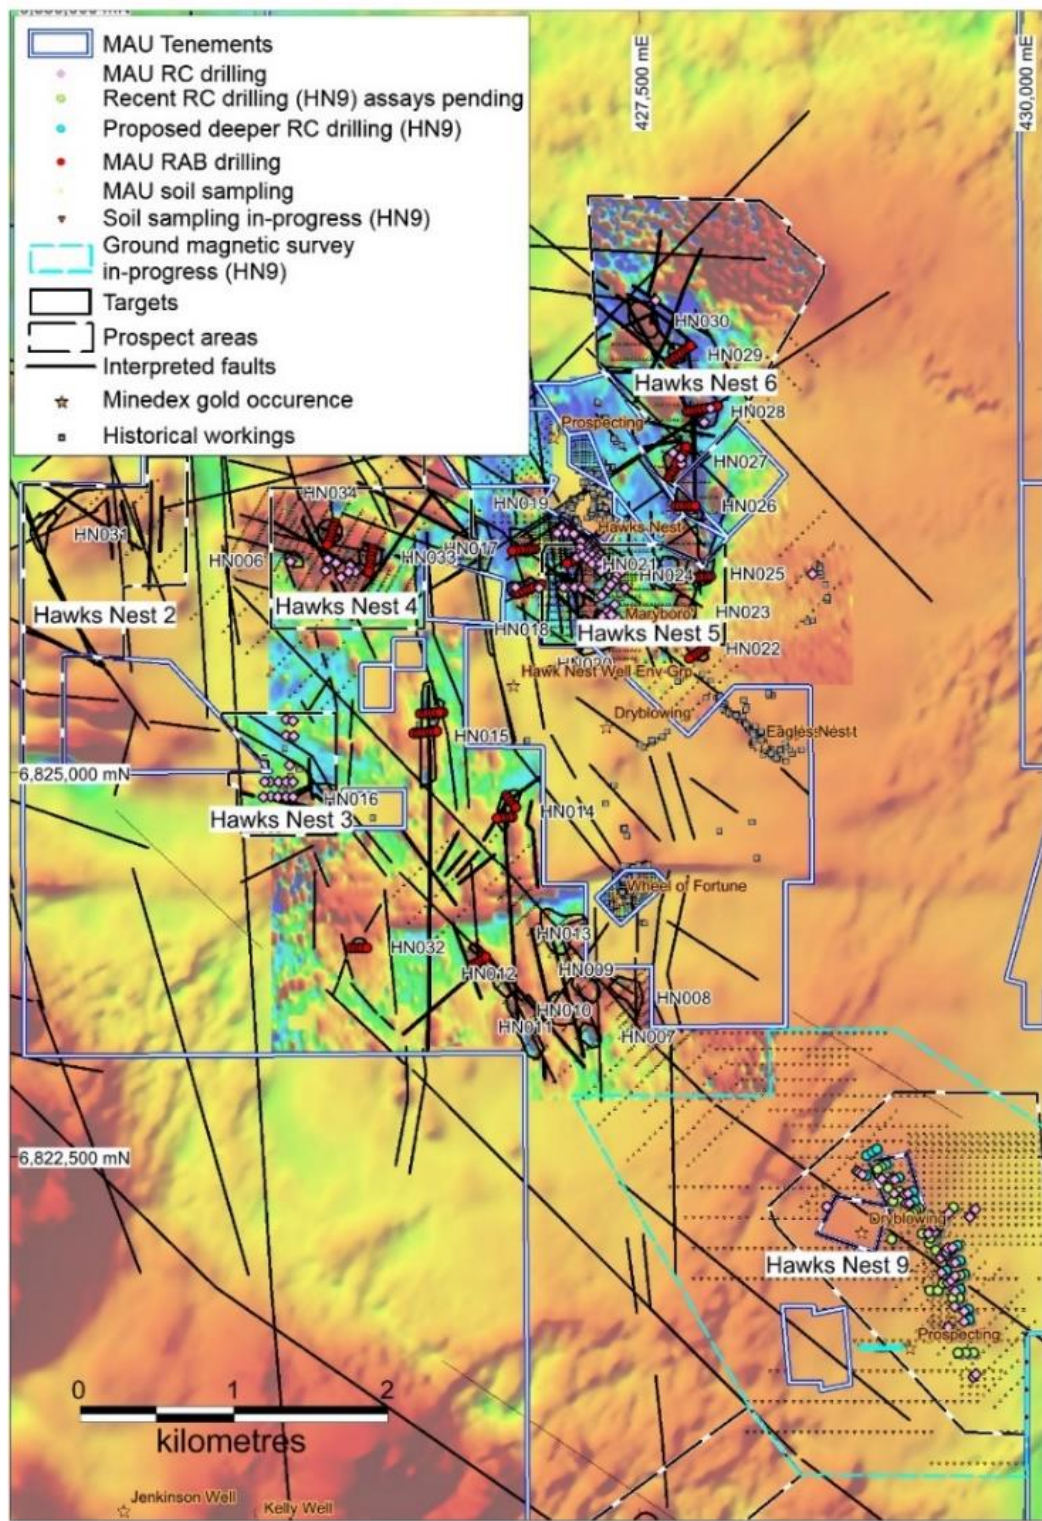 MAU Tenements
MAU RC drilling
Recent RC drilling (HN9) assays pending
Proposed deeper RC drilling (HN9)
MAU RAB drilling
MAU soil sampling
Soil sampling in-progress (HN9)
Ground magnetic survey
in-progress (HN9)
Targets
Prospect areas
Interpreted faults
Minedex gold occurence
Historical workings
427,500 mE
430,000 mE
HN030
HN029
Hawks Nest 6
HN028
Prospecting
HN027
HN034
HN019
HN026
Hawks Nest
HN031
HN006
HN033
HN017
HN021
HN024
HN025
Hawks Nest 2
Hawks Nest 4
Maryboro
HN023
HN018
Hawks Nest 5
HN022
HN020
Hawk Nest Well Env Grp
Dryblowing
HN015
Eagles Nest t
6,825,000 mN
HN016
HN014
Hawks Nest 3
Wheel of Fortune
HN013
HN032
HN012
HN009
HN008
HN010
HN011
HN007
6,822,500 mN
Dryblowing
Hawks Nest 9
Prospecting
0 1 2
kilometres
Jenkinson Well
Kelly Well